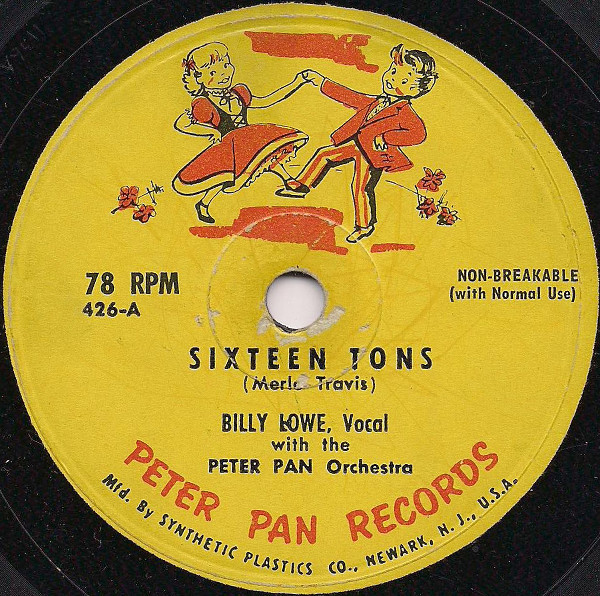 78 RPM
426-A
NON-BREAKABLE
(with Normal Use)
SIXTEEN TONS
(Merle Travis)
BILLY LOWE, Vocal
with the
PETER PAN Orchestra
PETER PAN RECORDS
Mfd. By SYNTHETIC PLASTICS CO., NEWARK, N. J., U.S.A.